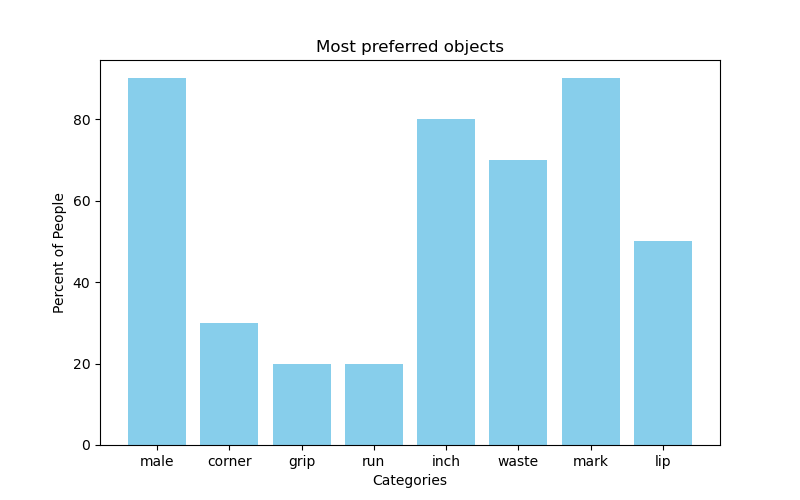 Most preferred objects
Percent of People
80
60
40
20
0
male corner grip run inch waste mark lip
Categories